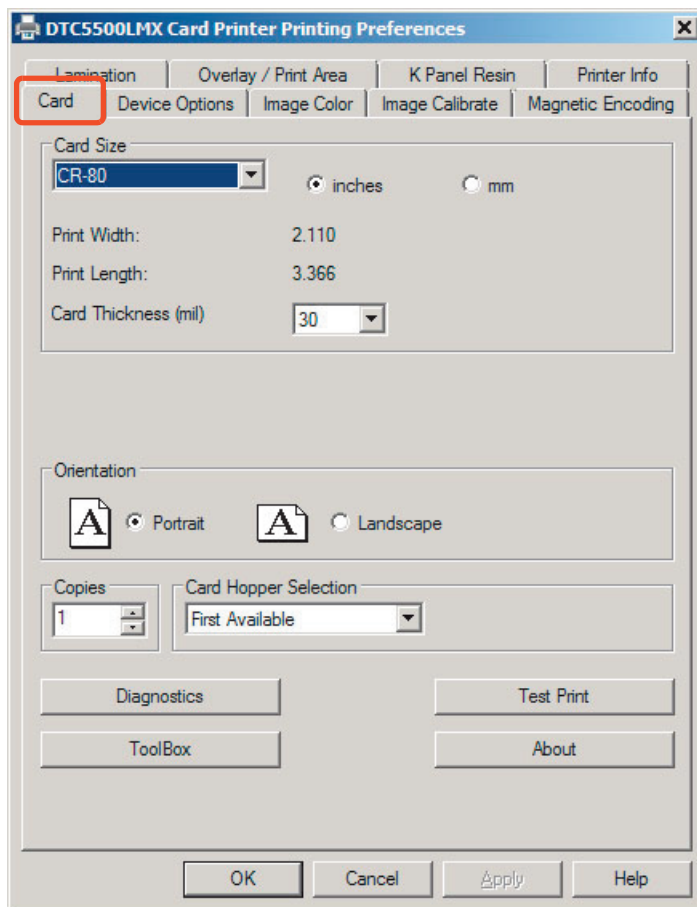 DTC5500LMX Card Printer Printing Preferences
Lamination Overlay / Print Area K Panel Resin Printer Info
Card Device Options Image Color Image Calibrate Magnetic Encoding
Card Size
CR-80 inches mm
Print Width: 2.110
Print Length: 3.366
Card Thickness (mil) 30
Orientation
A Portrait A Landscape
Copies Card Hopper Selection
1 First Available
Diagnostics Test Print
ToolBox About
OK Cancel Apply Help